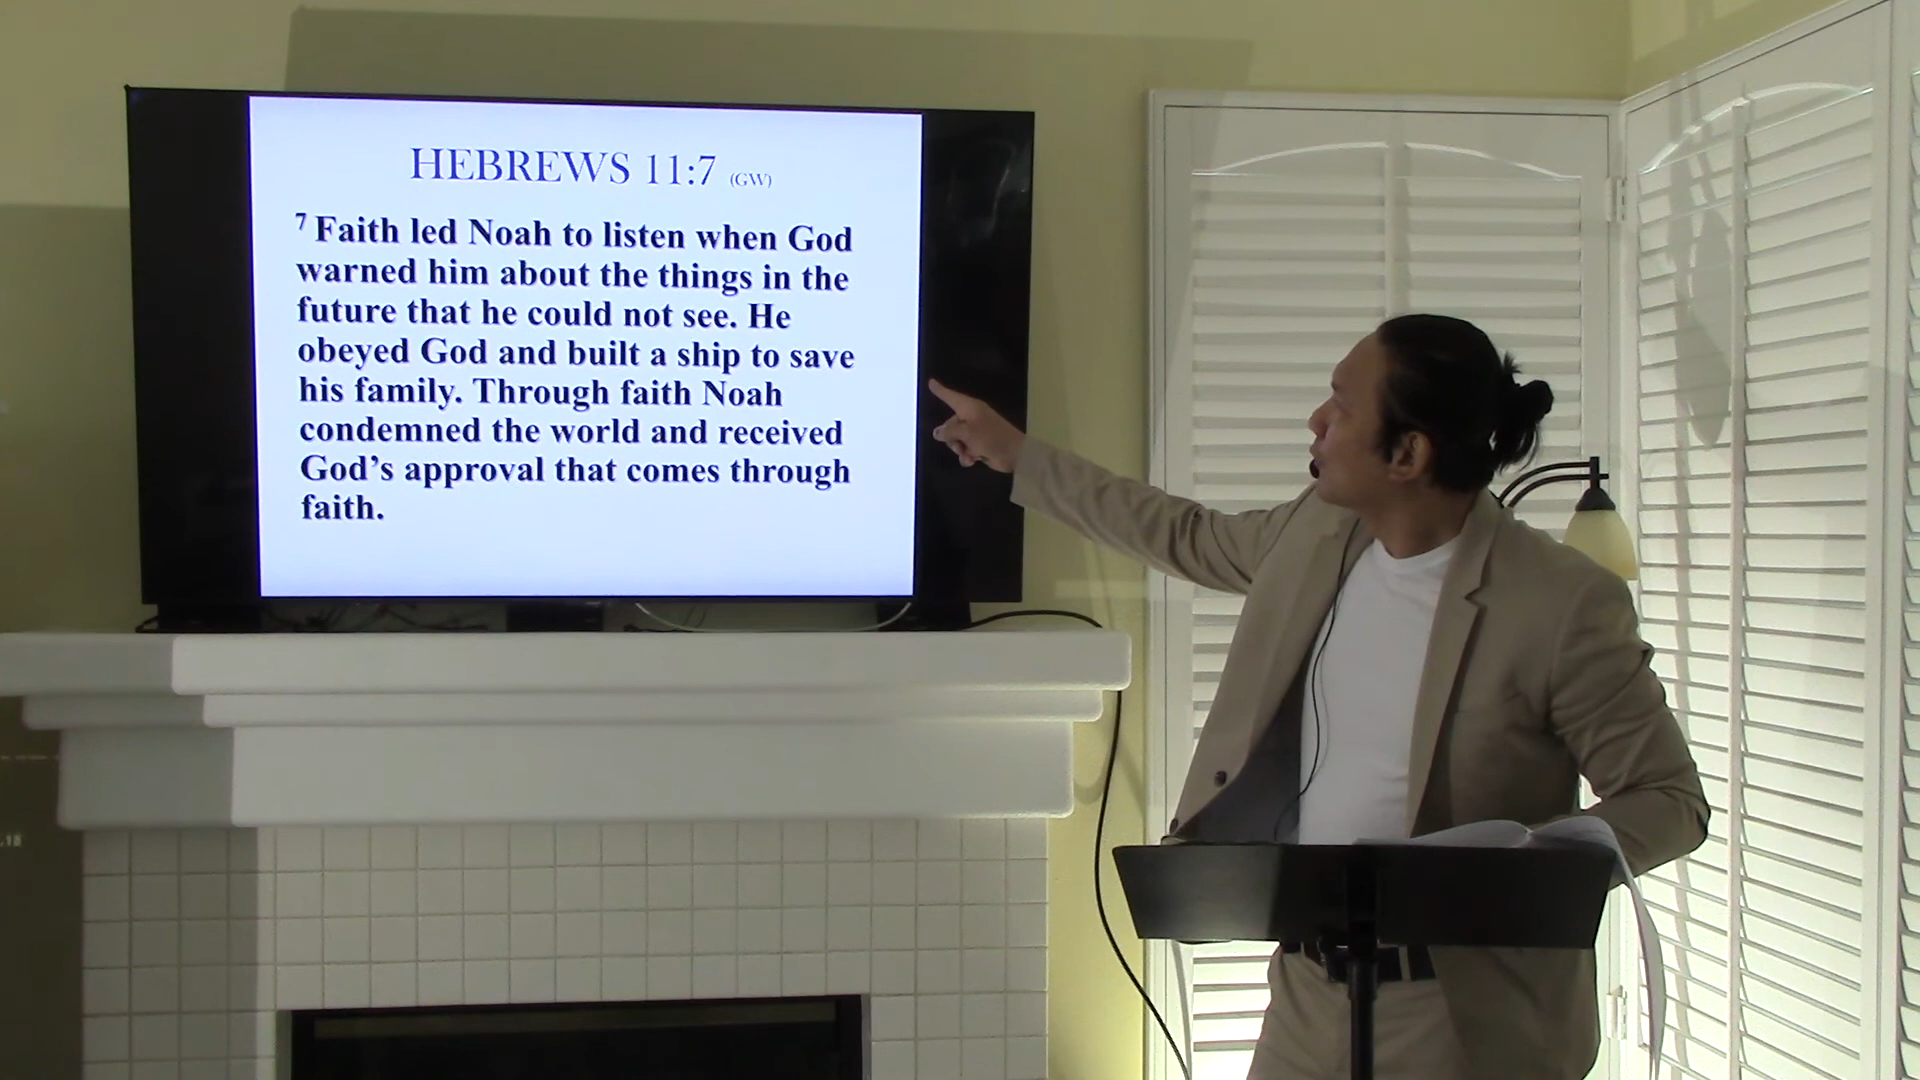 HEBREWS 11:7 (GW)
7 Faith led Noah to listen when God
warned him about the things in the
future that he could not see. He
obeyed God and built a ship to save
his family. Through faith Noah
condemned the world and received
God’s approval that comes through
faith.